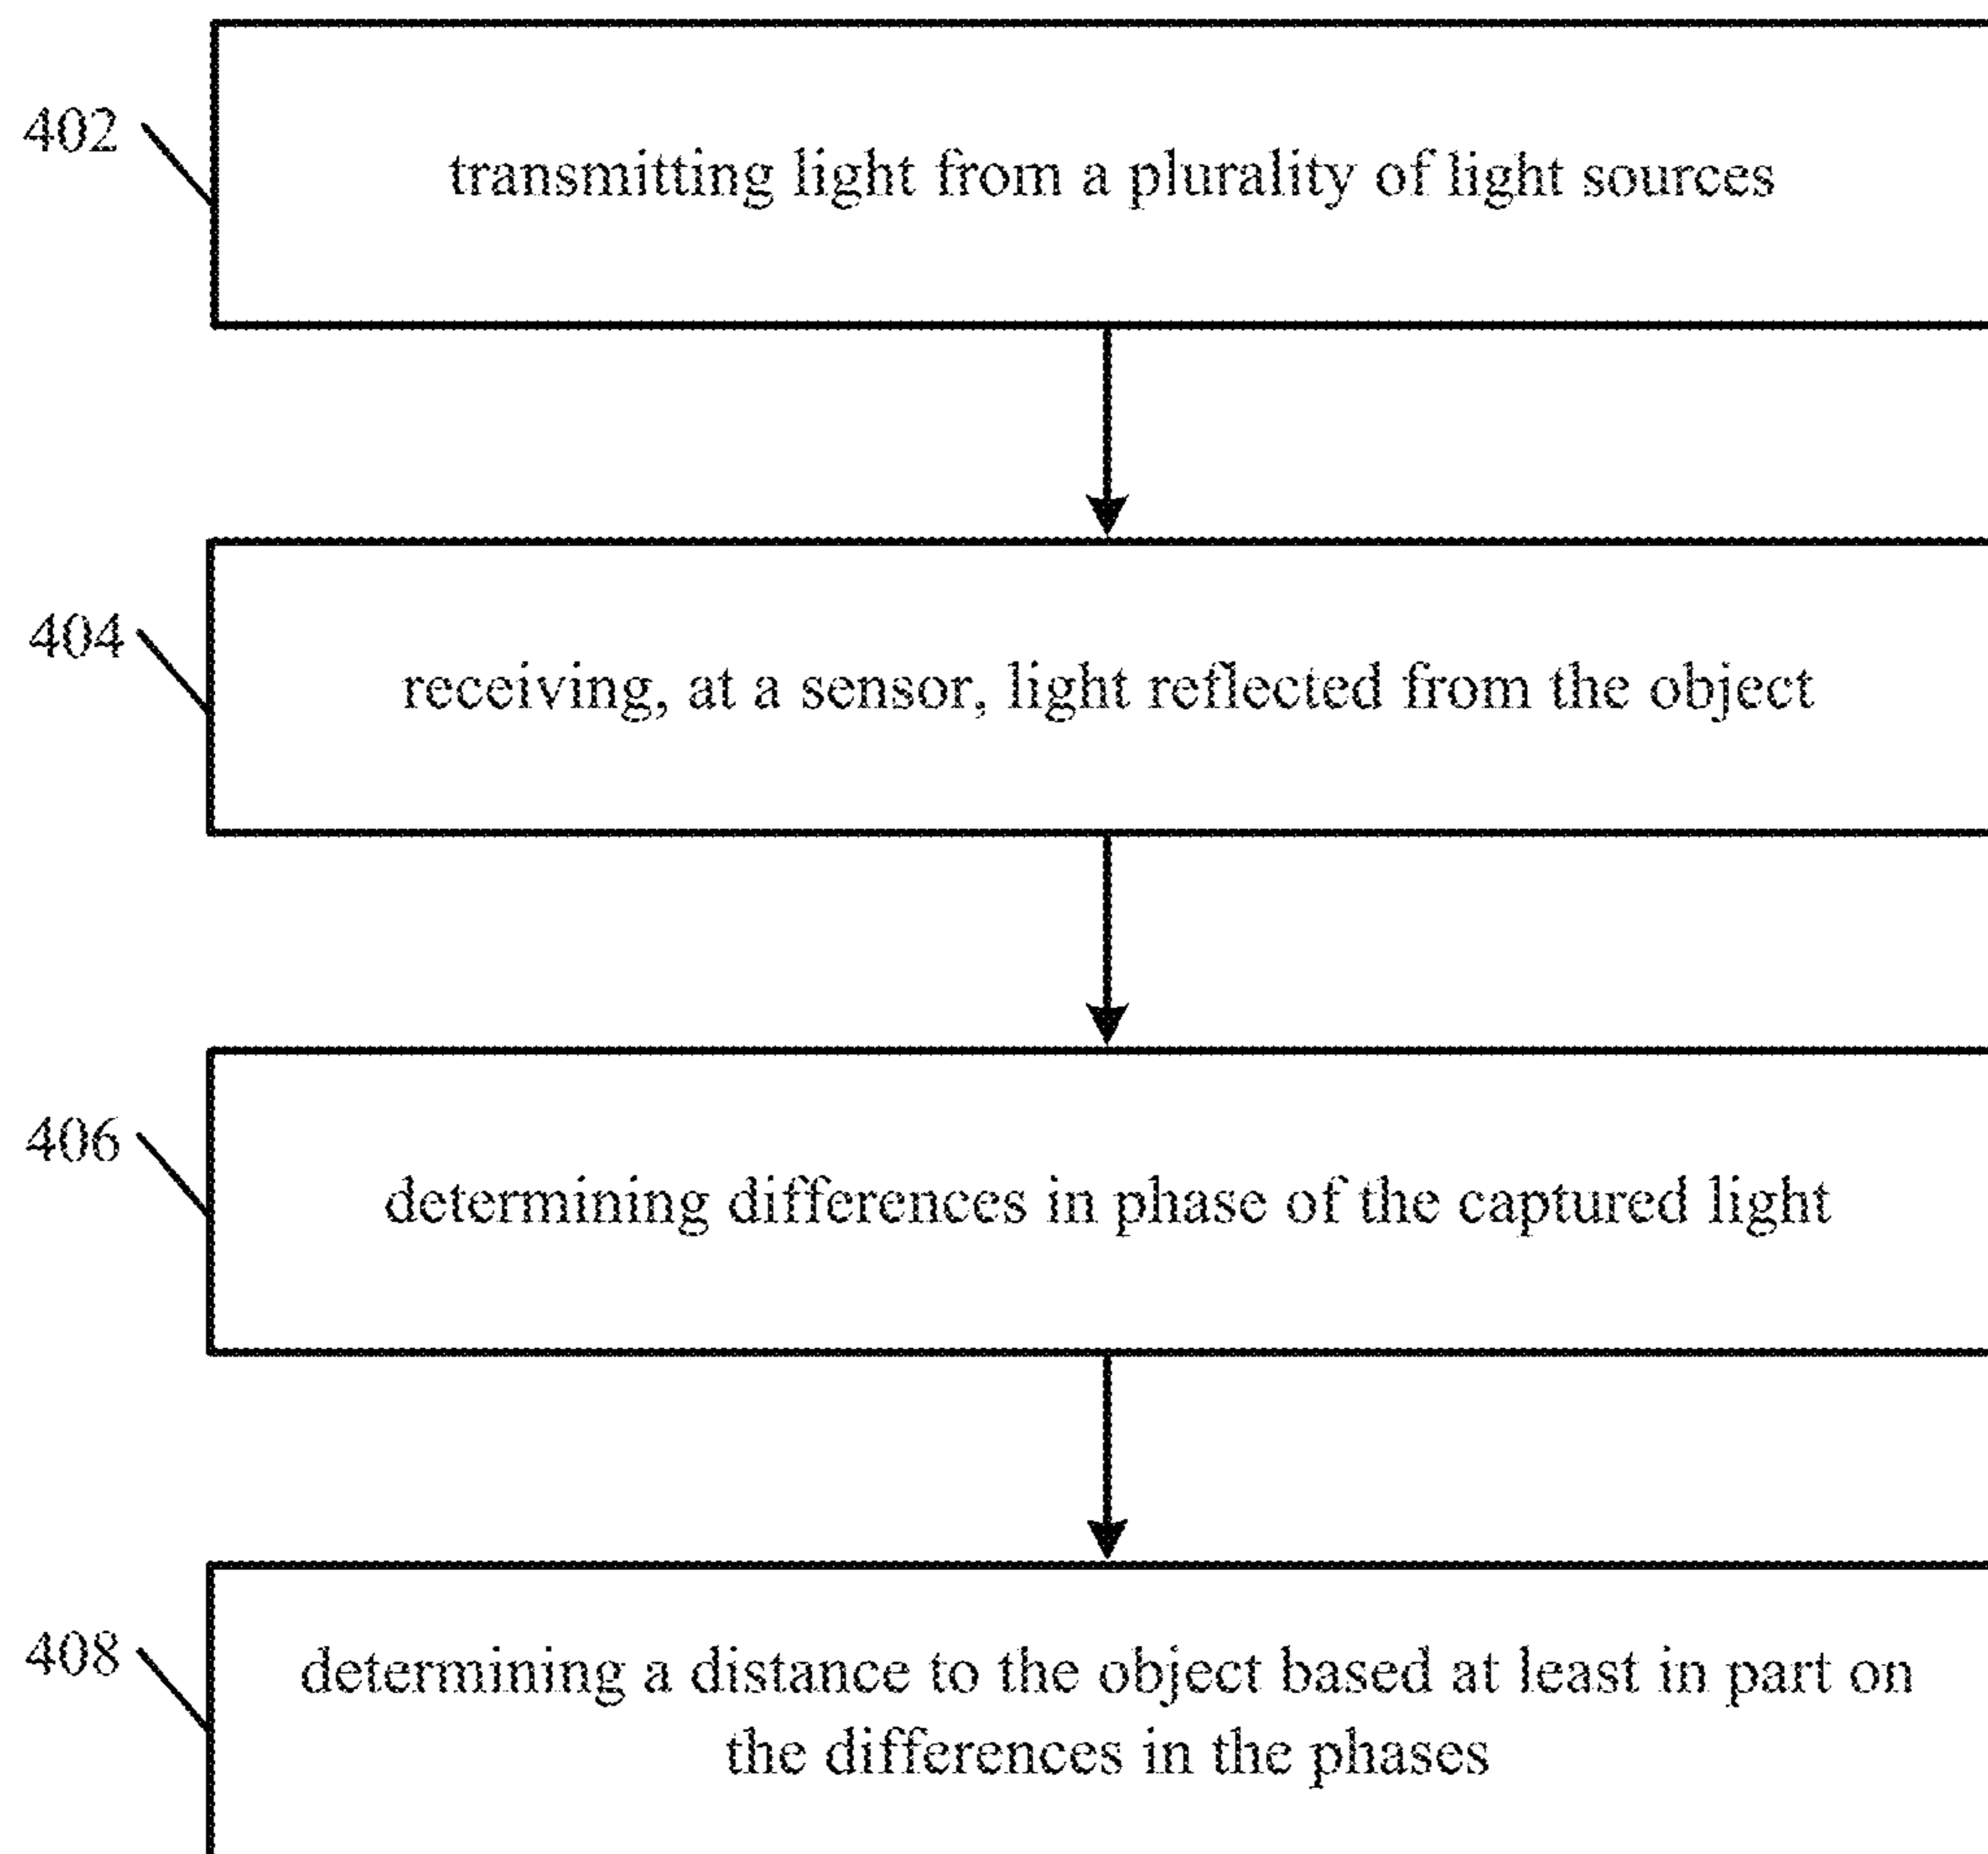 402
transmitting light from a plurality of light sources
404
receiving, at a sensor, light reflected from the object
406
determining differences in phase of the captured light
408
determining a distance to the object based at least in part on
the differences in the phases